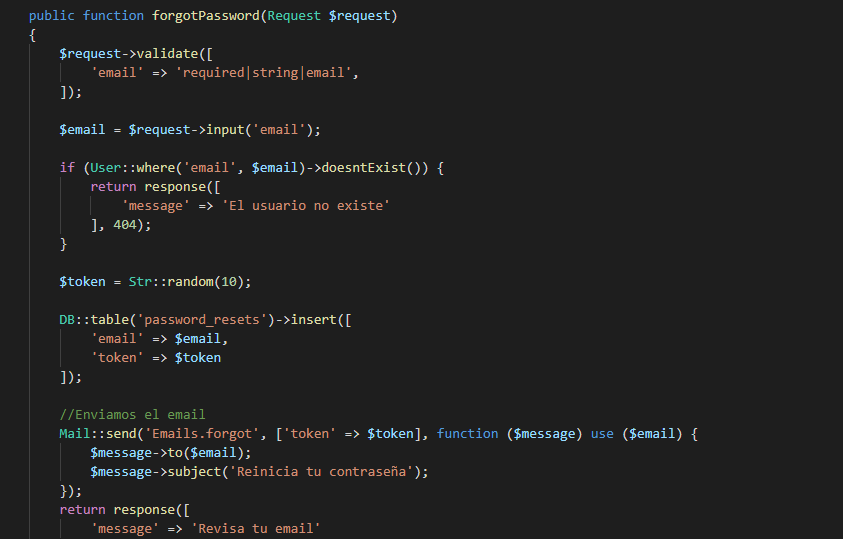 public function forgotPassword(Request $request)
{
$request->validate([
'email' => 'required|string|email',
]);
$email = $request->input('email');
if (User::where('email', $email)->doesntExist()) {
return response([
'message' => 'El usuario no existe'
], 404);
}
$token = Str::random(10);
DB::table('password_resets')->insert([
'email' => $email,
'token' => $token
]);
//Enviamos el email
Mail::send('Emails.forgot', ['token' => $token], function ($message) use ($email) {
$message->to($email);
$message->subject('Reinicia tu contraseña');
});
return response([
'message' => 'Revisa tu email'